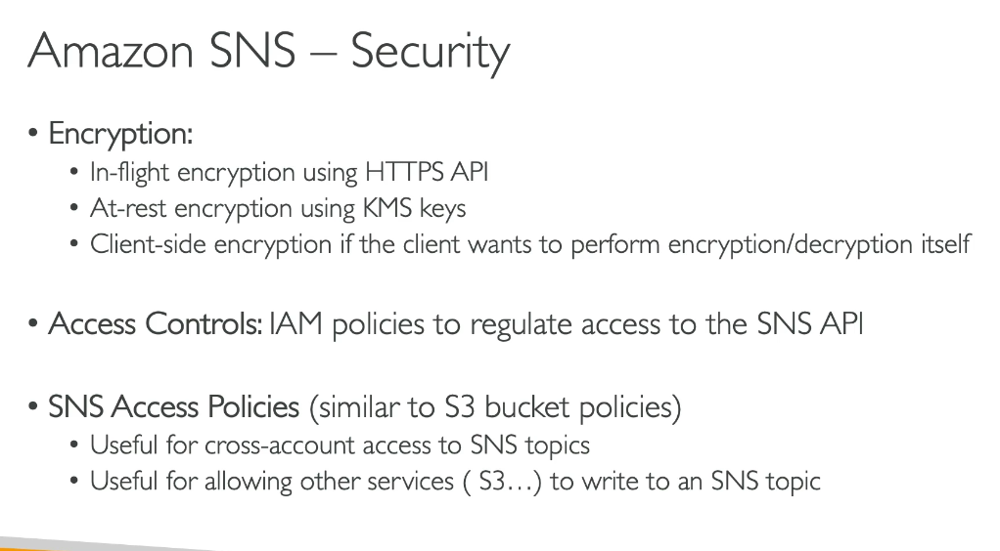 Amazon SNS – Security
• Encryption:
• In-flight encryption using HTTPS API
• At-rest encryption using KMS keys
• Client-side encryption if the client wants to perform encryption/decryption itself
• Access Controls: IAM policies to regulate access to the SNS API
• SNS Access Policies (similar to S3 bucket policies)
• Useful for cross-account access to SNS topics
• Useful for allowing other services ( S3…) to write to an SNS topic